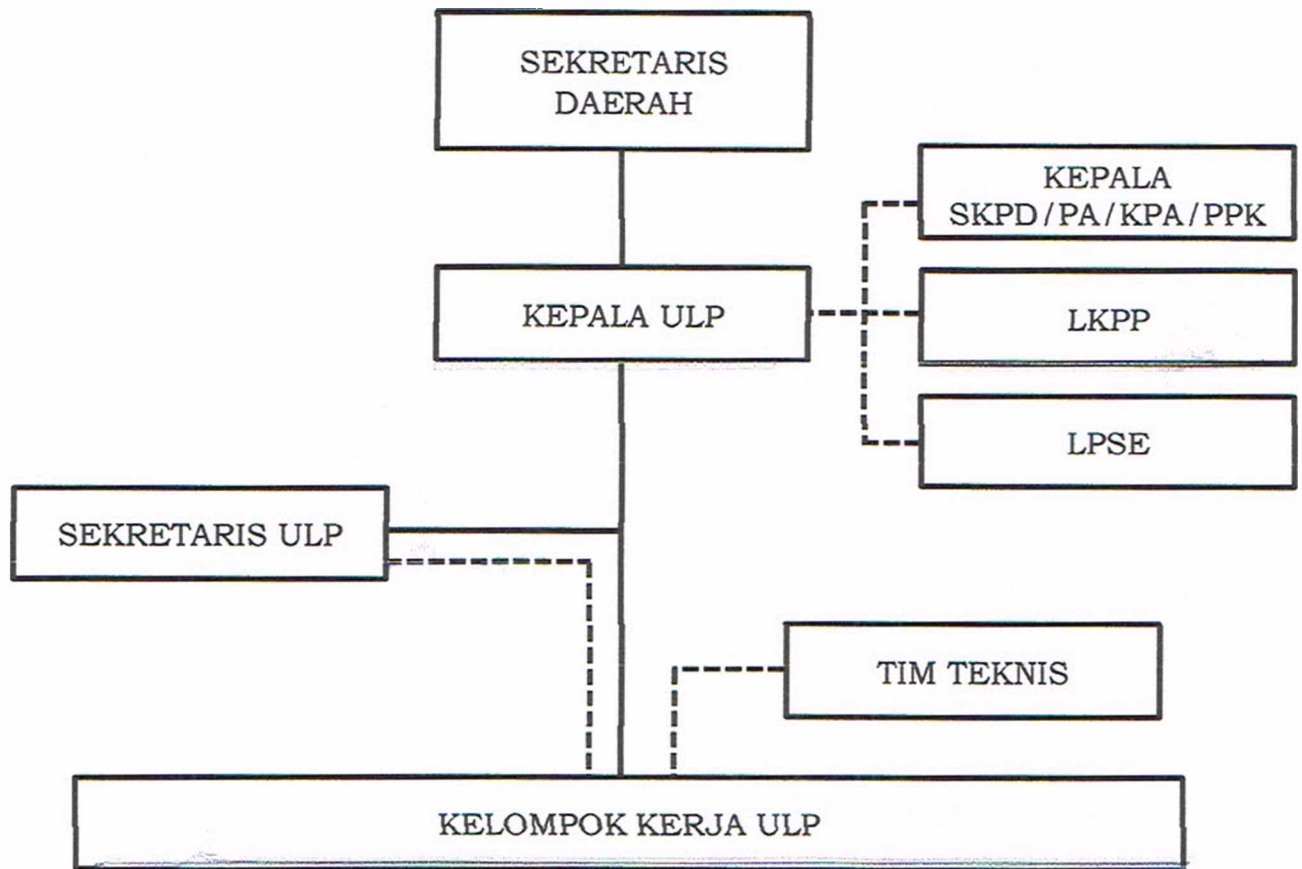 SEKRETARIS
DAERAH
KEPALA
SKPD/PA/KPA/PPK
KEPALA ULP
LKPP
LPSE
SEKRETARIS ULP
TIM TEKNIS
KELOMPOK KERJA ULP